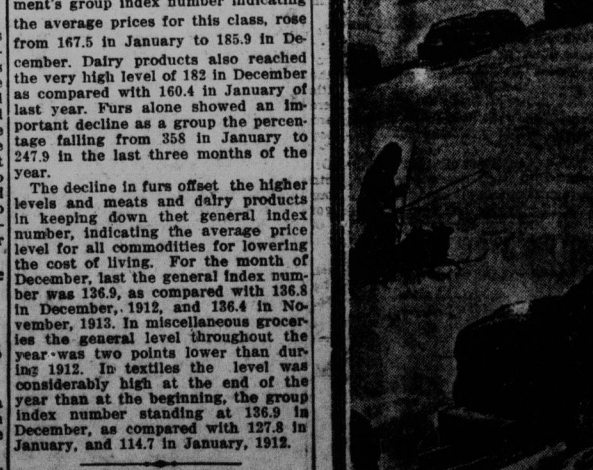 ment's group index number indicating
the average prices for this class, rose
from 167.5 in January to 185.9 in De-
cember. Dairy products also reached
the very high level of 182 in December
as compared with 160.4 in January of
last year. Furs alone showed an im-
portant decline as a group the percen-
tage falling from 358 in January to
247.9 in the last three months of the
year.
The decline in furs offset the higher
levels and meats and dairy products
in keeping down thet general index
number, indicating the average price
level for all commodities for lowering
the cost of living. For the month of
December, last the general index num-
ber was 136.9, as compared with 136.8
in December, 1912, and 136.4 in No-
vember, 1913. In miscellaneous grocer-
ies the general level throughout the
year was two points lower than dur-
ing 1912. In textiles the level was
considerably high at the end of the
year than at the beginning, the group
index number standing at 136.9 in
December, as compared with 127.8 in
January, and 114.7 in January, 1912.